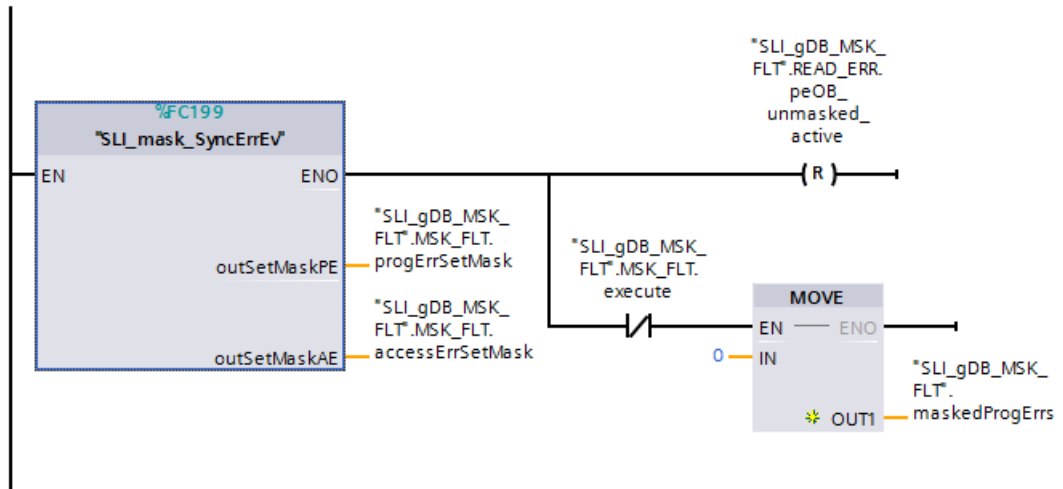 %FC199
"SLI_mask_SyncErrEv"
EN
ENO
outSetMaskPE
"SLI_gDB_MSK_
FLT".MSK_FLT.
progErrSetMask
outSetMaskAE
"SLI_gDB_MSK_
FLT".MSK_FLT.
accessErrSetMask
"SLI_gDB_MSK_
FLT".READ_ERR.
peOB_
unmasked_
active
R
"SLI_gDB_MSK_
FLT".MSK_FLT.
execute
MOVE
EN
ENO
0
IN
OUT1
"SLI_gDB_MSK_
FLT".
maskedProgErrs